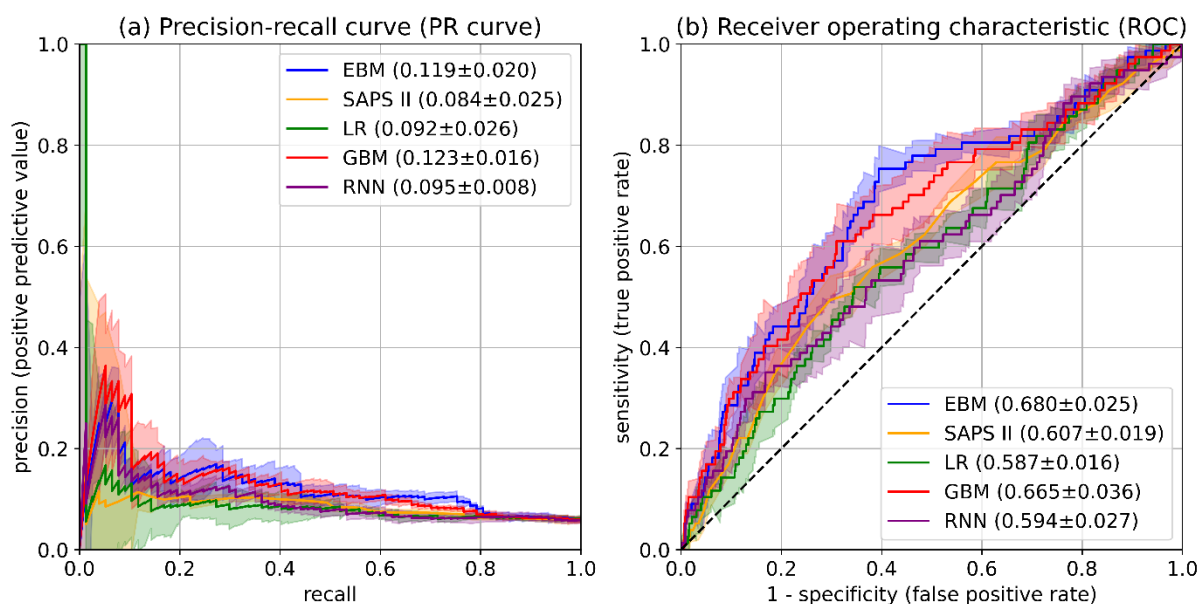 (a) Precision-recall curve (PR curve)
1.0
0.8
0.6
0.4
0.2
0.0
precision (positive predictive value)
EBM (0.119±0.020)
SAPS II (0.084±0.025)
LR (0.092±0.026)
GBM (0.123±0.016)
RNN (0.095±0.008)
0.0 0.2 0.4 0.6 0.8 1.0
recall
(b) Receiver operating characteristic (ROC)
1.0
0.8
0.6
0.4
0.2
0.0
sensitivity (true positive rate)
EBM (0.680±0.025)
SAPS II (0.607±0.019)
LR (0.587±0.016)
GBM (0.665±0.036)
RNN (0.594±0.027)
0.0 0.2 0.4 0.6 0.8 1.0
1 - specificity (false positive rate)